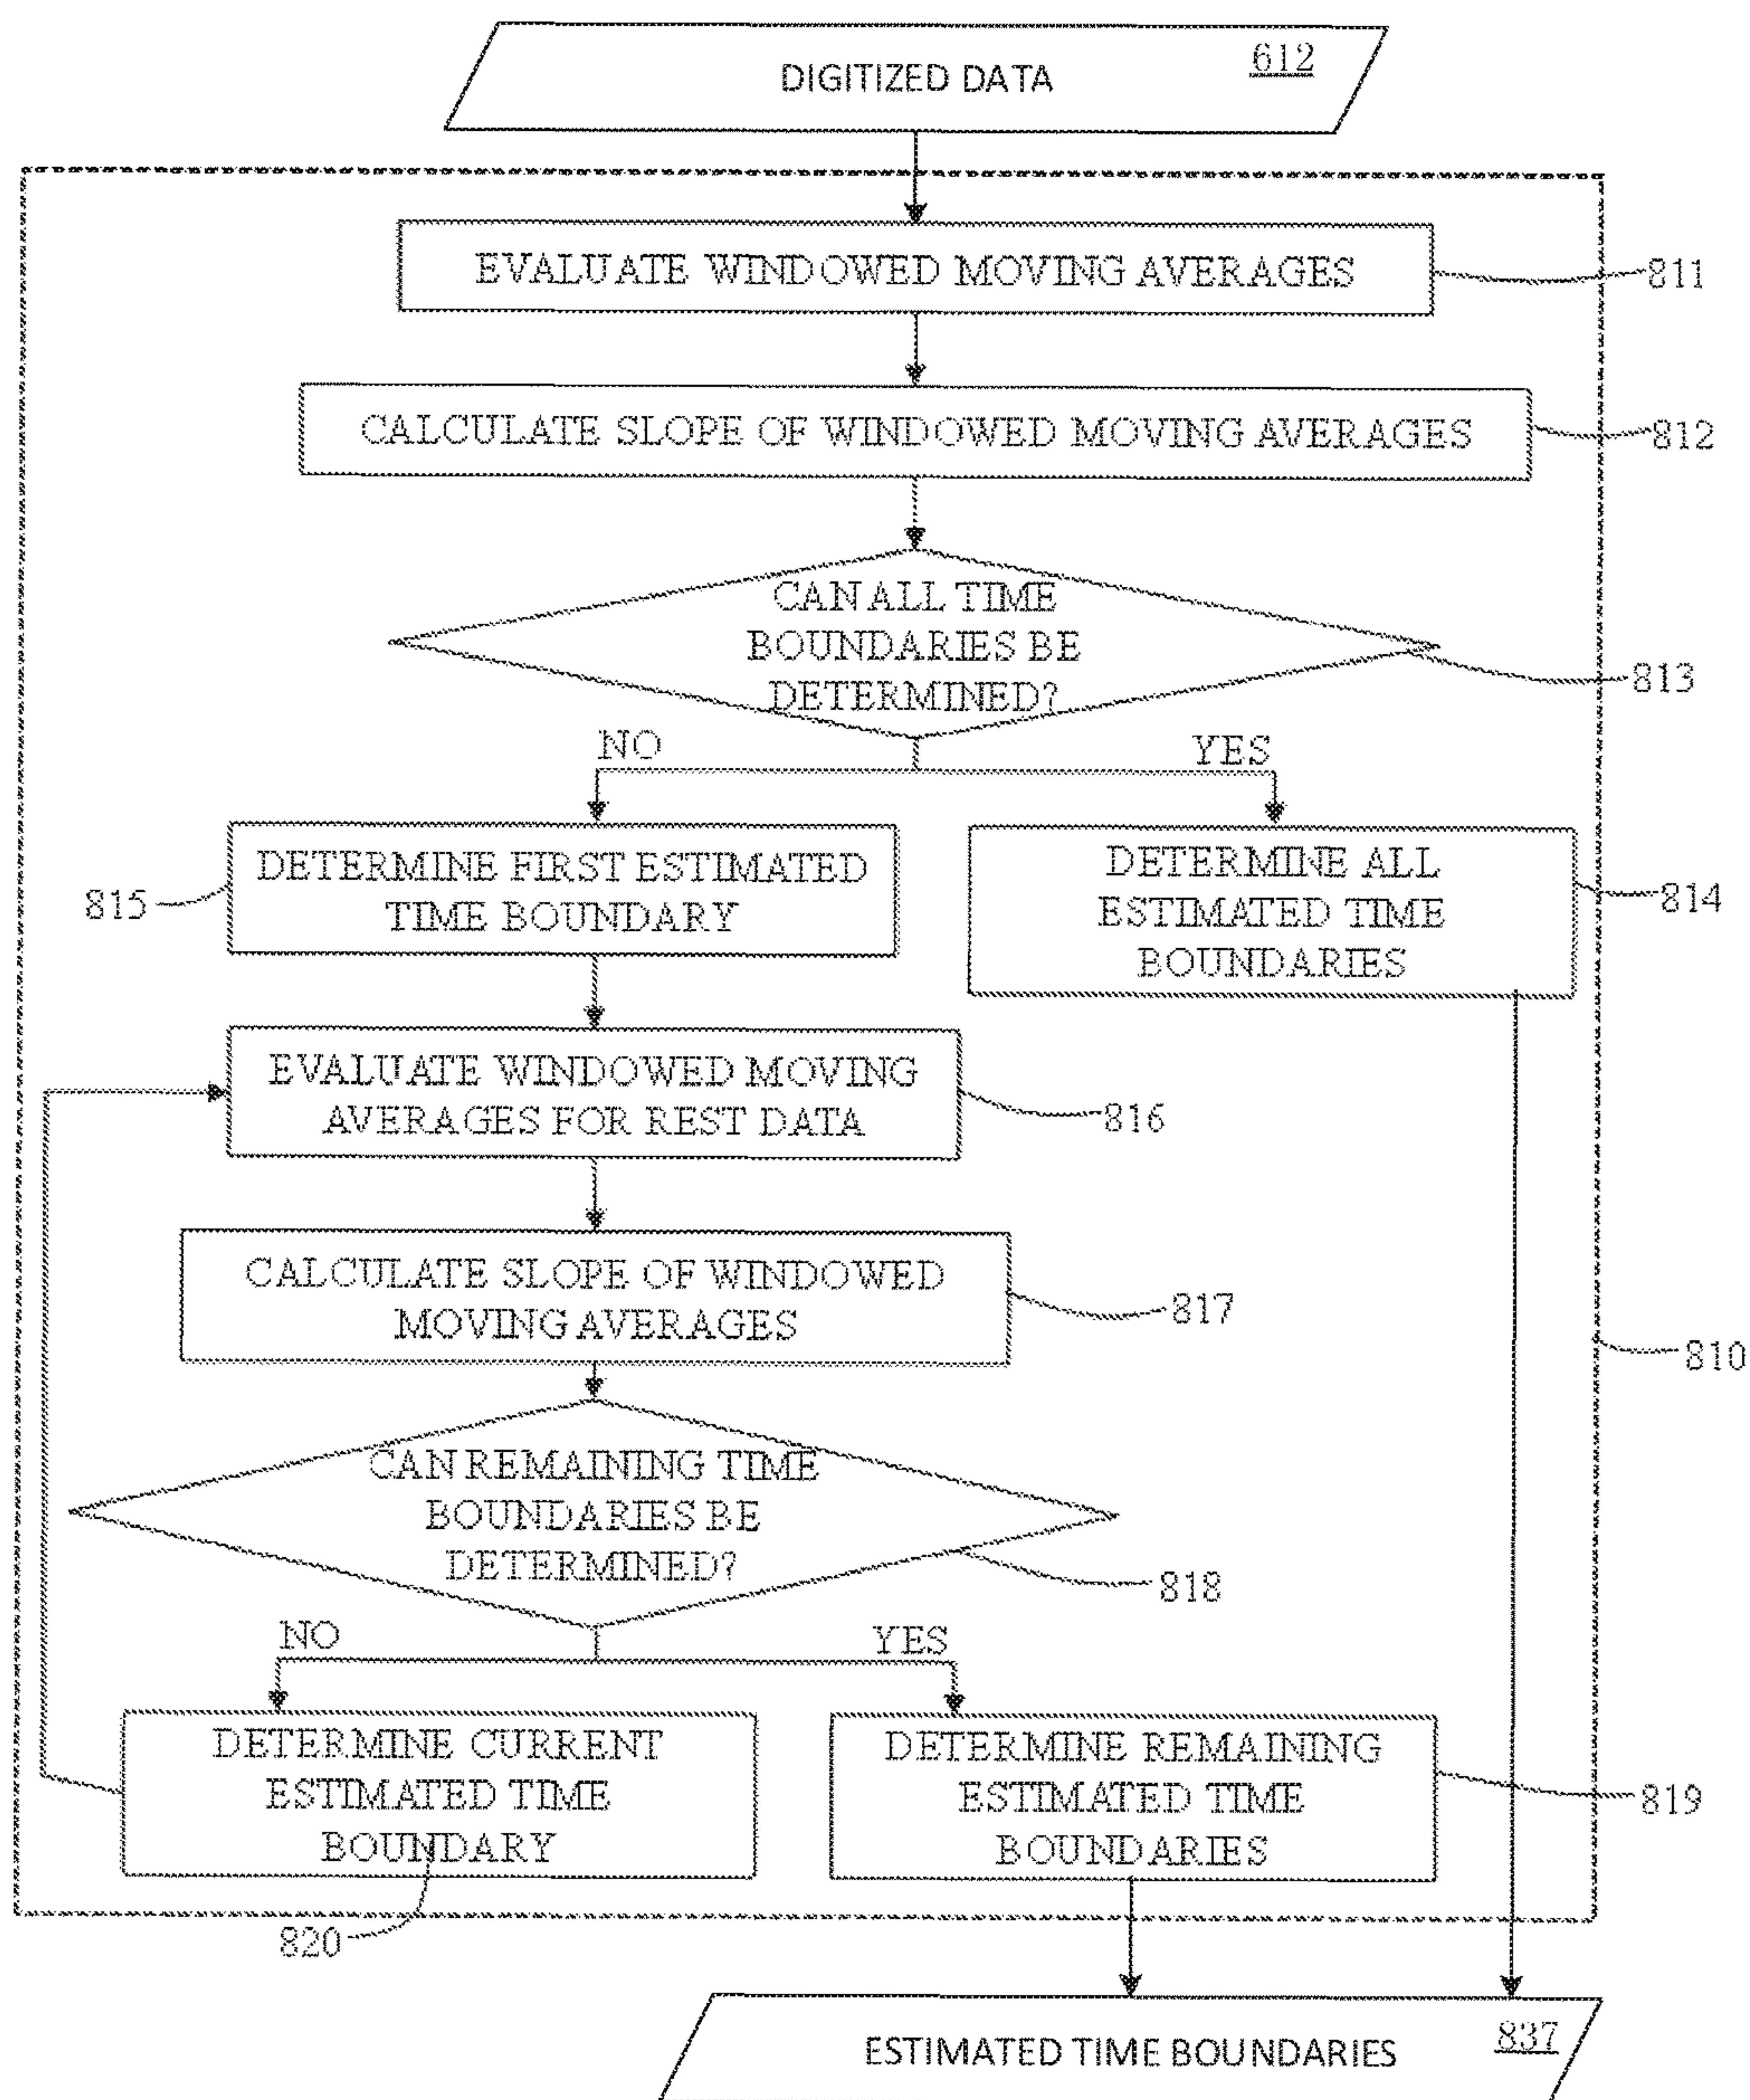 DIGITIZED DATA 612
EVALUATE WINDOWED MOVING AVERAGES
811
CALCULATE SLOPE OF WINDOWED MOVING AVERAGES
812
CAN ALL TIME
BOUNDARIES BE
DETERMINED?
813
NO
YES
DETERMINE FIRST ESTIMATED
TIME BOUNDARY
815
DETERMINE ALL
ESTIMATED TIME
BOUNDARIES
814
EVALUATE WINDOWED MOVING
AVERAGES FOR REST DATA
816
CALCULATE SLOPE OF WINDOWED
MOVING AVERAGES
817
810
CAN REMAINING TIME
BOUNDARIES BE
DETERMINED?
818
NO
YES
DETERMINE CURRENT
ESTIMATED TIME
BOUNDARY
820
DETERMINE REMAINING
ESTIMATED TIME
BOUNDARIES
819
ESTIMATED TIME BOUNDARIES 837